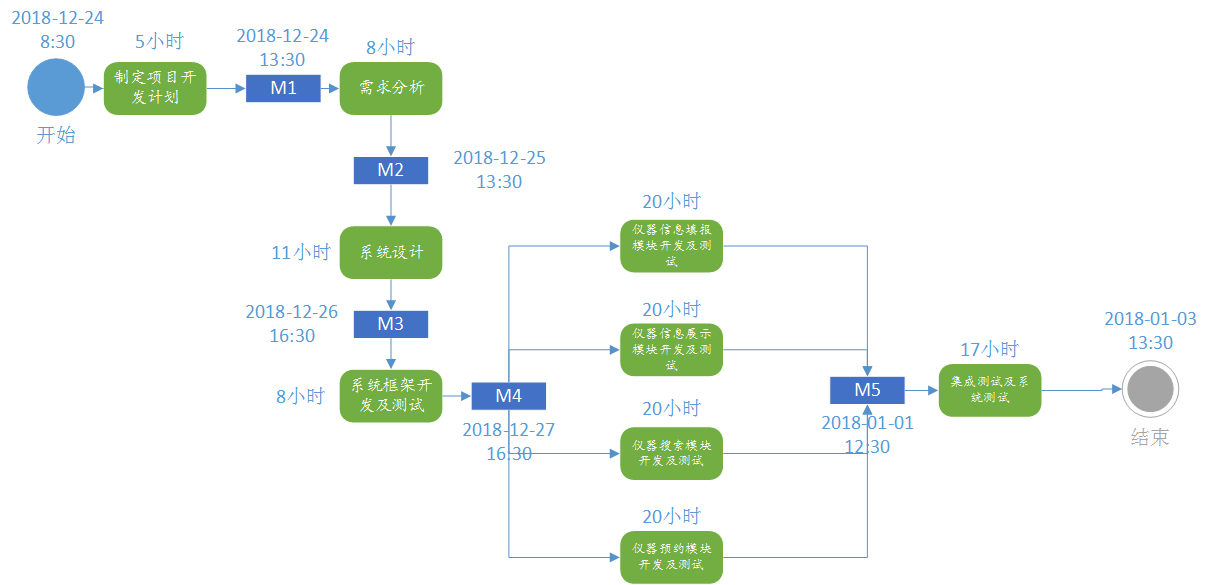 2018-12-24
8:30
开始
5小时
制定项目开
发计划
2018-12-24
13:30
M1
8小时
需求分析
M2
2018-12-25
13:30
11小时
系统设计
2018-12-26
16:30
M3
8小时
系统框架开
发及测试
M4
2018-12-27
16:30
20小时
仪器信息填报
模块开发及测
试
20小时
仪器信息展示
模块开发及测
试
20小时
仪器搜索模块
开发及测试
20小时
仪器预约模块
开发及测试
M5
2018-01-01
12:30
17小时
集成测试及系
统测试
2018-01-03
13:30
结束